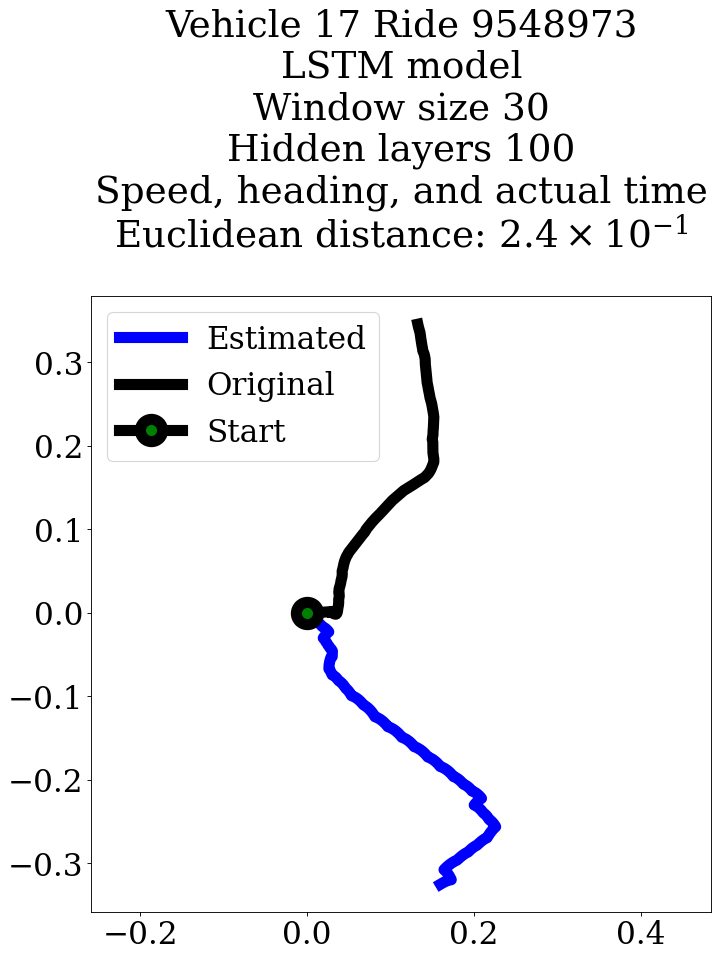 Vehicle 17 Ride 9548973
LSTM model
Window size 30
Hidden layers 100
Speed, heading, and actual time
Euclidean distance: 2.4 × 10⁻¹
Estimated
Original
Start
0.3
0.2
0.1
0.0
−0.1
−0.2
−0.3
−0.2 0.0 0.2 0.4